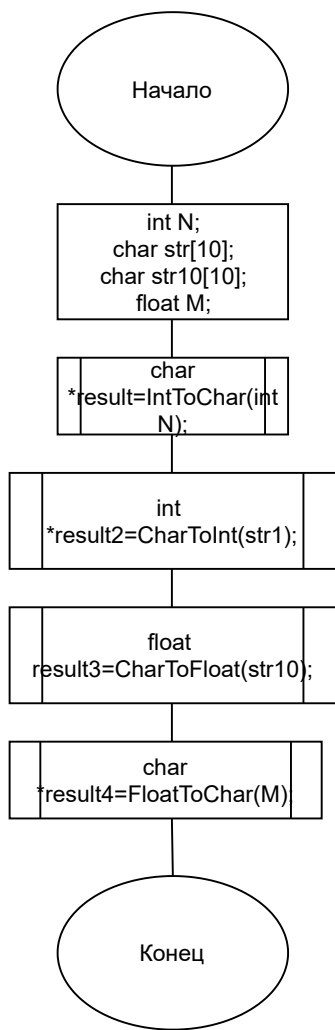 Начало
int N;
char str[10];
char str10[10];
float M;
char
*result=IntToChar(int
N);
int
*result2=CharToInt(str1);
float
result3=CharToFloat(str10);
char
*result4=FloatToChar(M);
Конец